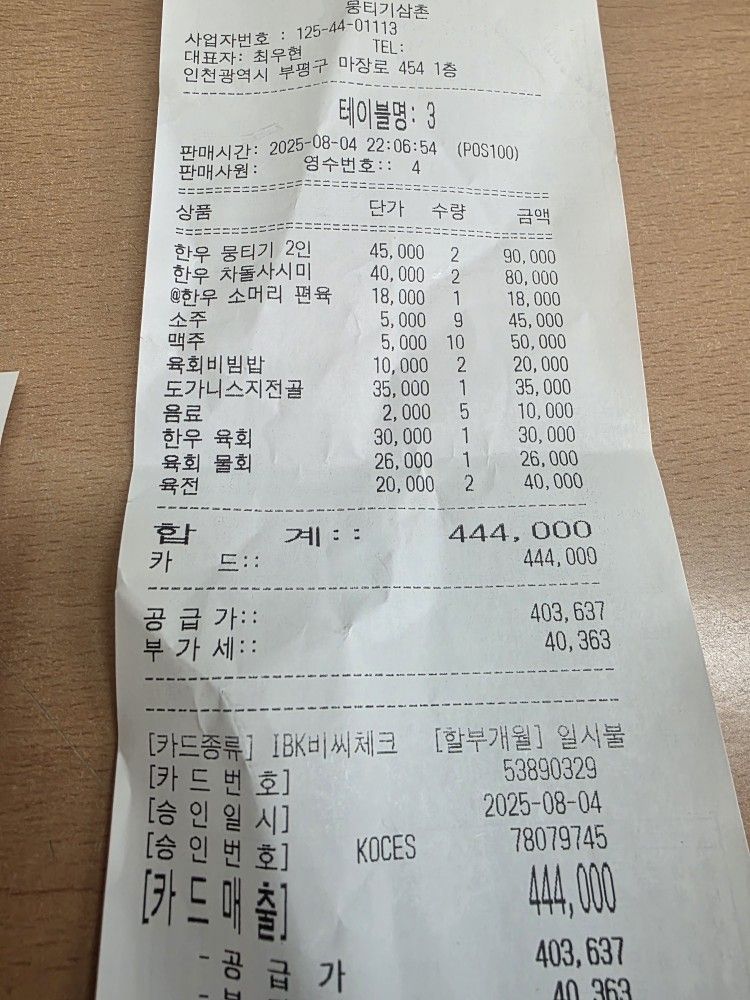 뭉티기삼촌
사업자번호 : 125-44-01113
대표자: 최우현 TEL:
인천광역시 부평구 마장로 454 1층
테이블명: 3
판매시간: 2025-08-04 22:06:54 (POS100)
판매사원: 영수번호:: 4
상품 단가 수량 금액
한우 뭉티기 2인 45,000 2 90,000
한우 차돌사시미 40,000 2 80,000
@한우 소머리 편육 18,000 1 18,000
소주 5,000 9 45,000
맥주 5,000 10 50,000
육회비빔밥 10,000 2 20,000
도가니스지전골 35,000 1 35,000
음료 2,000 5 10,000
한우 육회 30,000 1 30,000
육회 물회 26,000 1 26,000
육전 20,000 2 40,000
합 계:: 444,000
카 드:: 444,000
공 급 가:: 403,637
부 가 세:: 40,363
[카드종류] IBK비씨체크 [할부개월] 일시불
[카 드 번 호] 53890329
[승 인 일 시] 2025-08-04
[승 인 번 호] KOCES 78079745
[카 드 매 출] 444,000
- 공 급 가 403,637
- 부 40,363